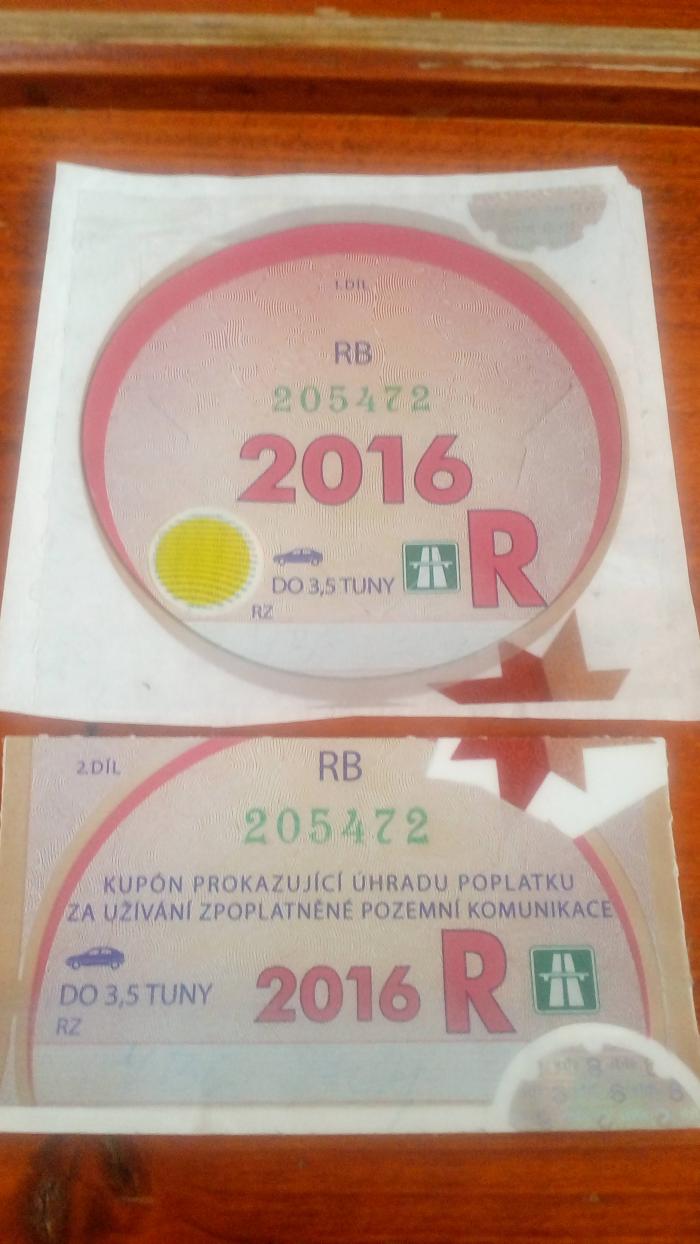 1.DÍL
RB
205472
2016
R
DO 3,5 TUNY
RZ
2.DÍL
RB
205472
KUPÓN PROKAZUJÍCÍ ÚHRADU POPLATKU
ZA UŽÍVÁNÍ ZPOPLATNĚNÉ POZEMNÍ KOMUNIKACE
DO 3,5 TUNY
2016 R
RZ